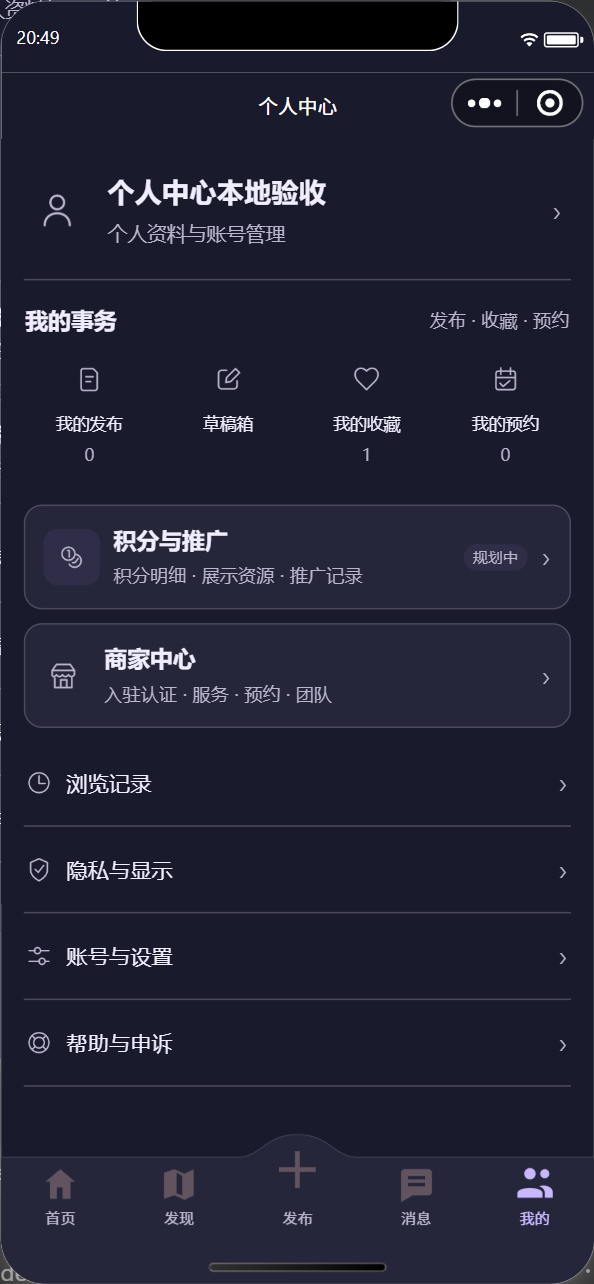 20:49
个人中心
个人中心本地验收
个人资料与账号管理
我的事务
发布 · 收藏 · 预约
我的发布 草稿箱 我的收藏 我的预约
0 1 0
积分与推广
积分明细 · 展示资源 · 推广记录
规划中
商家中心
入驻认证 · 服务 · 预约 · 团队
浏览记录
隐私与显示
账号与设置
帮助与申诉
首页 发现 发布 消息 我的